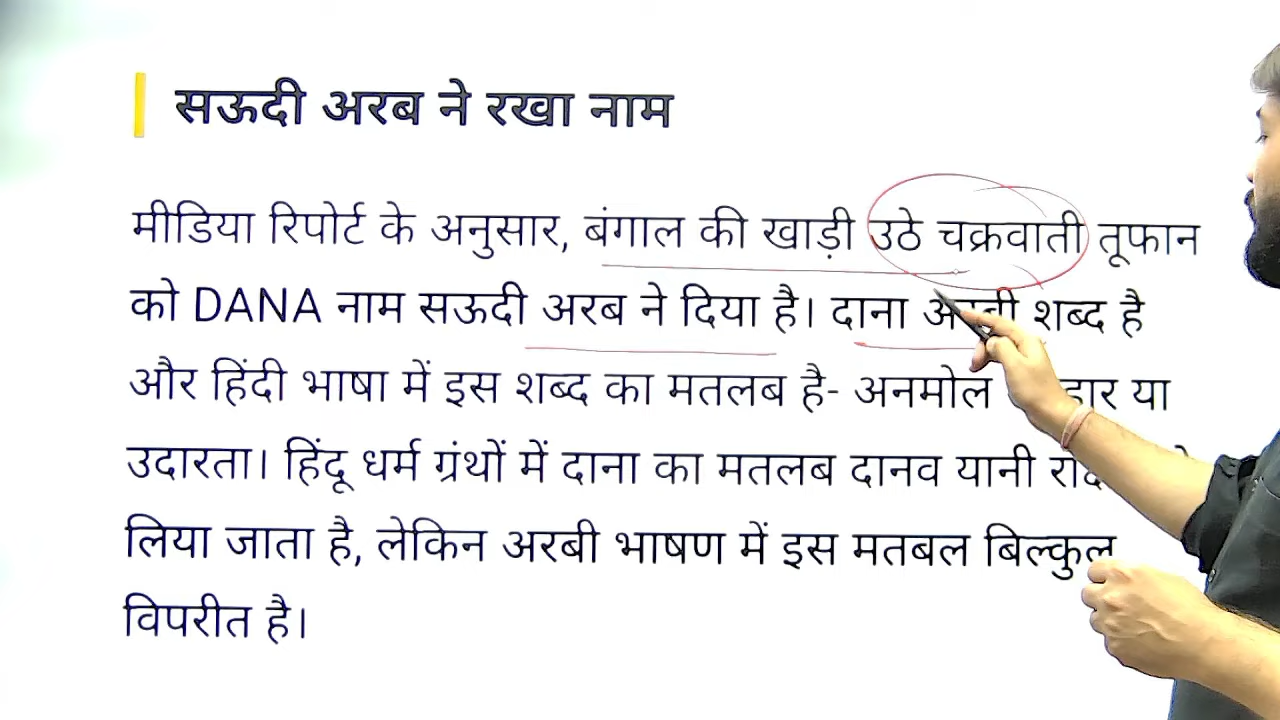 सऊदी अरब ने रखा नाम
मीडिया रिपोर्ट के अनुसार, बंगाल की खाड़ी उठे चक्रवाती तूफान
को DANA नाम सऊदी अरब ने दिया है। दाना अरबी शब्द है
और हिंदी भाषा में इस शब्द का मतलब है- अनमोल या
उदारता। हिंदू धर्म ग्रंथों में दाना का मतलब दानव यानी
लिया जाता है, लेकिन अरबी भाषण में इस मतबल बिल्कुल
विपरीत है।